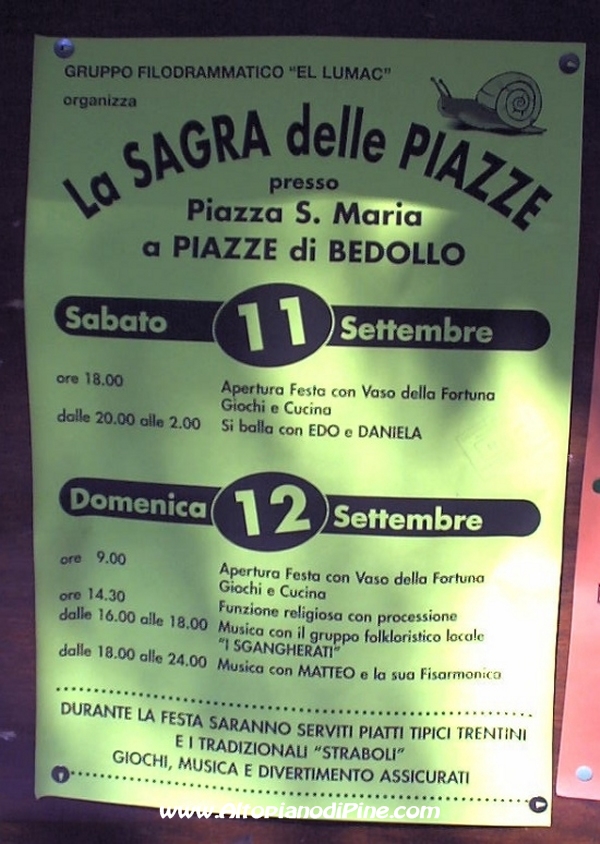 GRUPPO FILODRAMMATICO "EL LUMAC"
organizza
La SAGRA delle PIAZZE
presso
Piazza S. Maria
a PIAZZE di BEDOLLO
Sabato 11 Settembre
ore 18.00 Apertura Festa con Vaso della Fortuna
Giochi e Cucina
dalle 20.00 alle 2.00 Si balla con EDO e DANIELA
Domenica 12 Settembre
ore 9.00 Apertura Festa con Vaso della Fortuna
Giochi e Cucina
ore 14.30 Funzione religiosa con processione
dalle 16.00 alle 18.00 Musica con il gruppo folkloristico locale
"I SGANGHERATI"
dalle 18.00 alle 24.00 Musica con MATTEO e la sua Fisarmonica
DURANTE LA FESTA SARANNO SERVITI PIATTI TIPICI TRENTINI
E I TRADIZIONALI "STRABOLI"
GIOCHI, MUSICA E DIVERTIMENTO ASSICURATI
www.AltopianodiPine.com